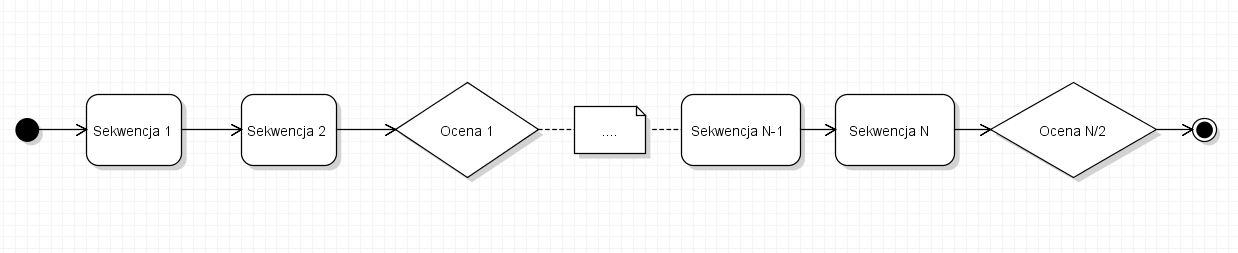 Sekwencja 1
Sekwencja 2
Ocena 1
....
Sekwencja N-1
Sekwencja N
Ocena N/2